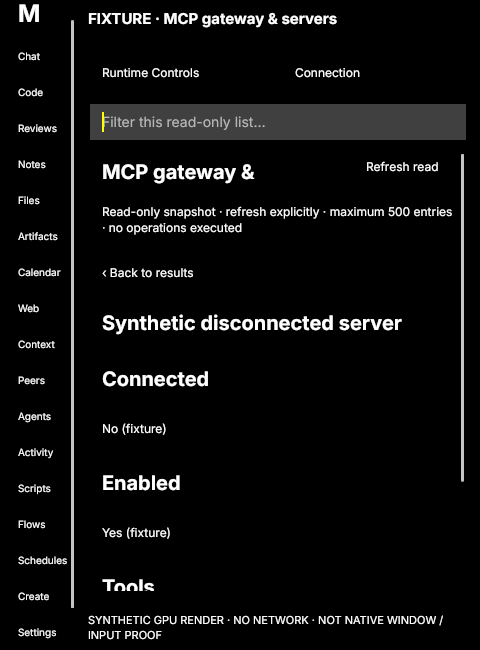 M
Chat
Code
Reviews
Notes
Files
Artifacts
Calendar
Web
Context
Peers
Agents
Activity
Scripts
Flows
Schedules
Create
Settings
FIXTURE · MCP gateway & servers
Runtime Controls
Connection
Filter this read-only list...
MCP gateway &
Refresh read
Read-only snapshot · refresh explicitly · maximum 500 entries
· no operations executed
‹ Back to results
Synthetic disconnected server
Connected
No (fixture)
Enabled
Yes (fixture)
Tools
SYNTHETIC GPU RENDER · NO NETWORK · NOT NATIVE WINDOW /
INPUT PROOF